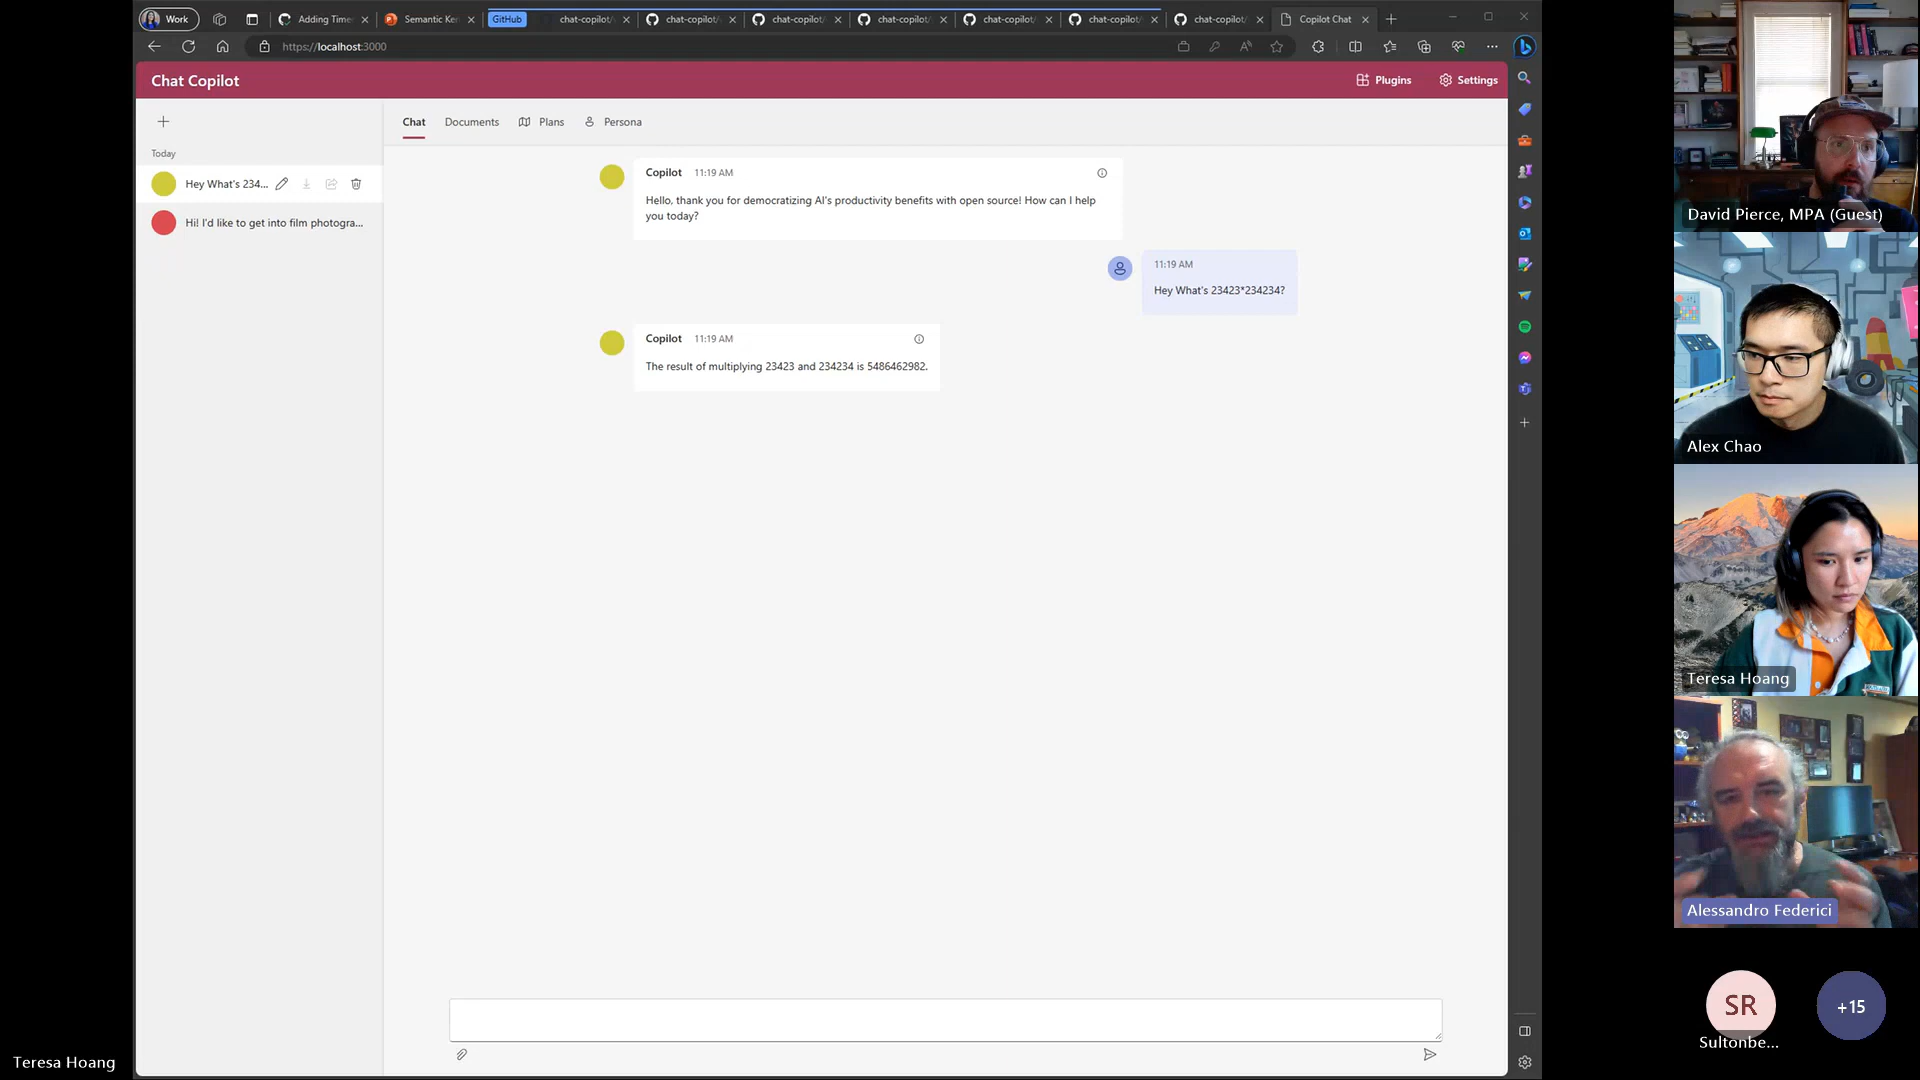 Work
Adding Time
Semantic Ke
GitHub
chat-copilot/
chat-copilot/
chat-copilot/
chat-copilot/
chat-copilot/
chat-copilot/
chat-copilot/
Copilot Chat
https://localhost:3000
Chat Copilot
Plugins
Settings
Chat
Documents
Plans
Persona
Today
Hey What's 234...
Hi! I'd like to get into film photogra...
Copilot 11:19 AM
Hello, thank you for democratizing AI's productivity benefits with open source! How can I help
you today?
11:19 AM
Hey What's 23423*234234?
Copilot 11:19 AM
The result of multiplying 23423 and 234234 is 5486462982.
David Pierce, MPA (Guest)
Alex Chao
Teresa Hoang
Alessandro Federici
SR
+15
Sultonbe...
Teresa Hoang